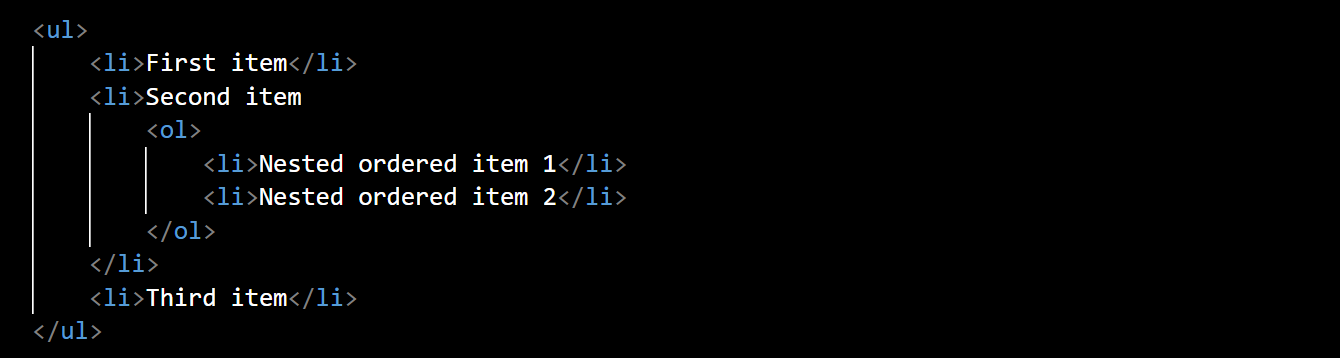 <ul>
    <li>First item</li>
    <li>Second item
        <ol>
            <li>Nested ordered item 1</li>
            <li>Nested ordered item 2</li>
        </ol>
    </li>
    <li>Third item</li>
</ul>